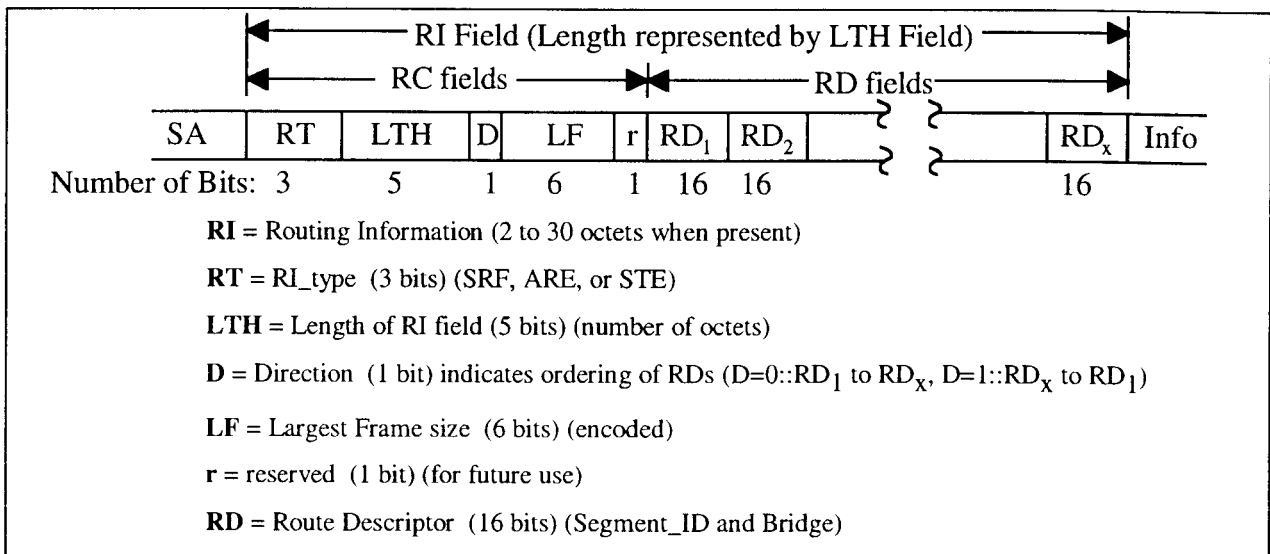 RI Field (Length represented by LTH Field)
RC fields RD fields
SA RT LTH D LF r RD1 RD2 RDx Info
Number of Bits: 3 5 1 6 1 16 16 16
RI = Routing Information (2 to 30 octets when present)
RT = RI_type (3 bits) (SRF, ARE, or STE)
LTH = Length of RI field (5 bits) (number of octets)
D = Direction (1 bit) indicates ordering of RDs (D=0::RD1 to RDX, D=1::RDX to RD1)
LF = Largest Frame size (6 bits) (encoded)
r = reserved (1 bit) (for future use)
RD = Route Descriptor (16 bits) (Segment_ID and Bridge)